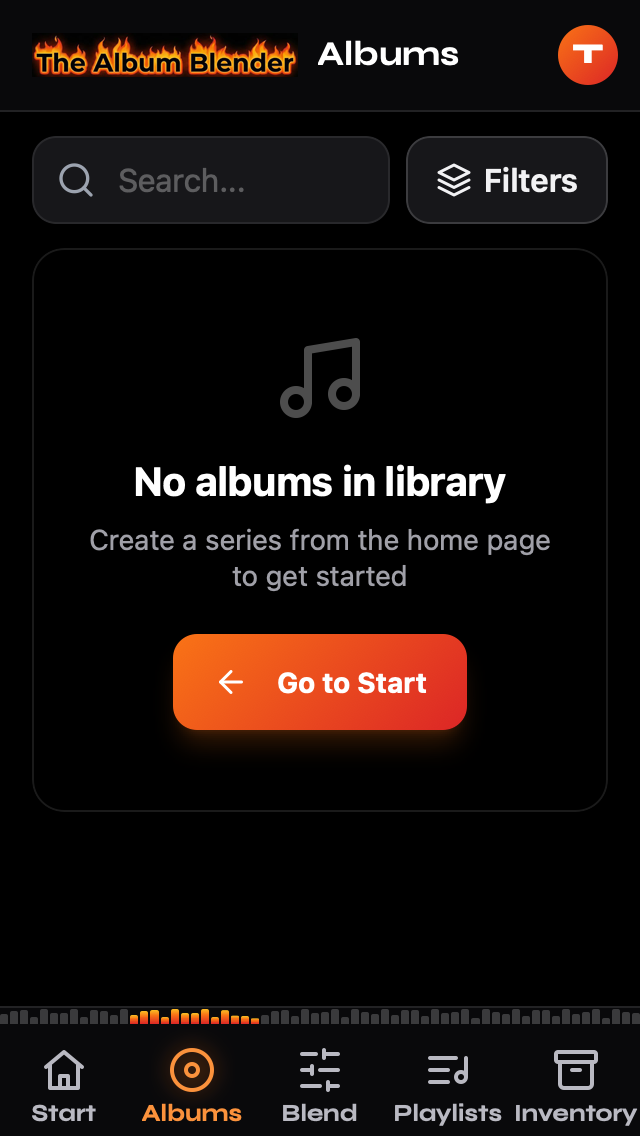 The Album Blender
Albums
T
Search...
Filters
No albums in library
Create a series from the home page
to get started
Go to Start
Start
Albums
Blend
Playlists
Inventory